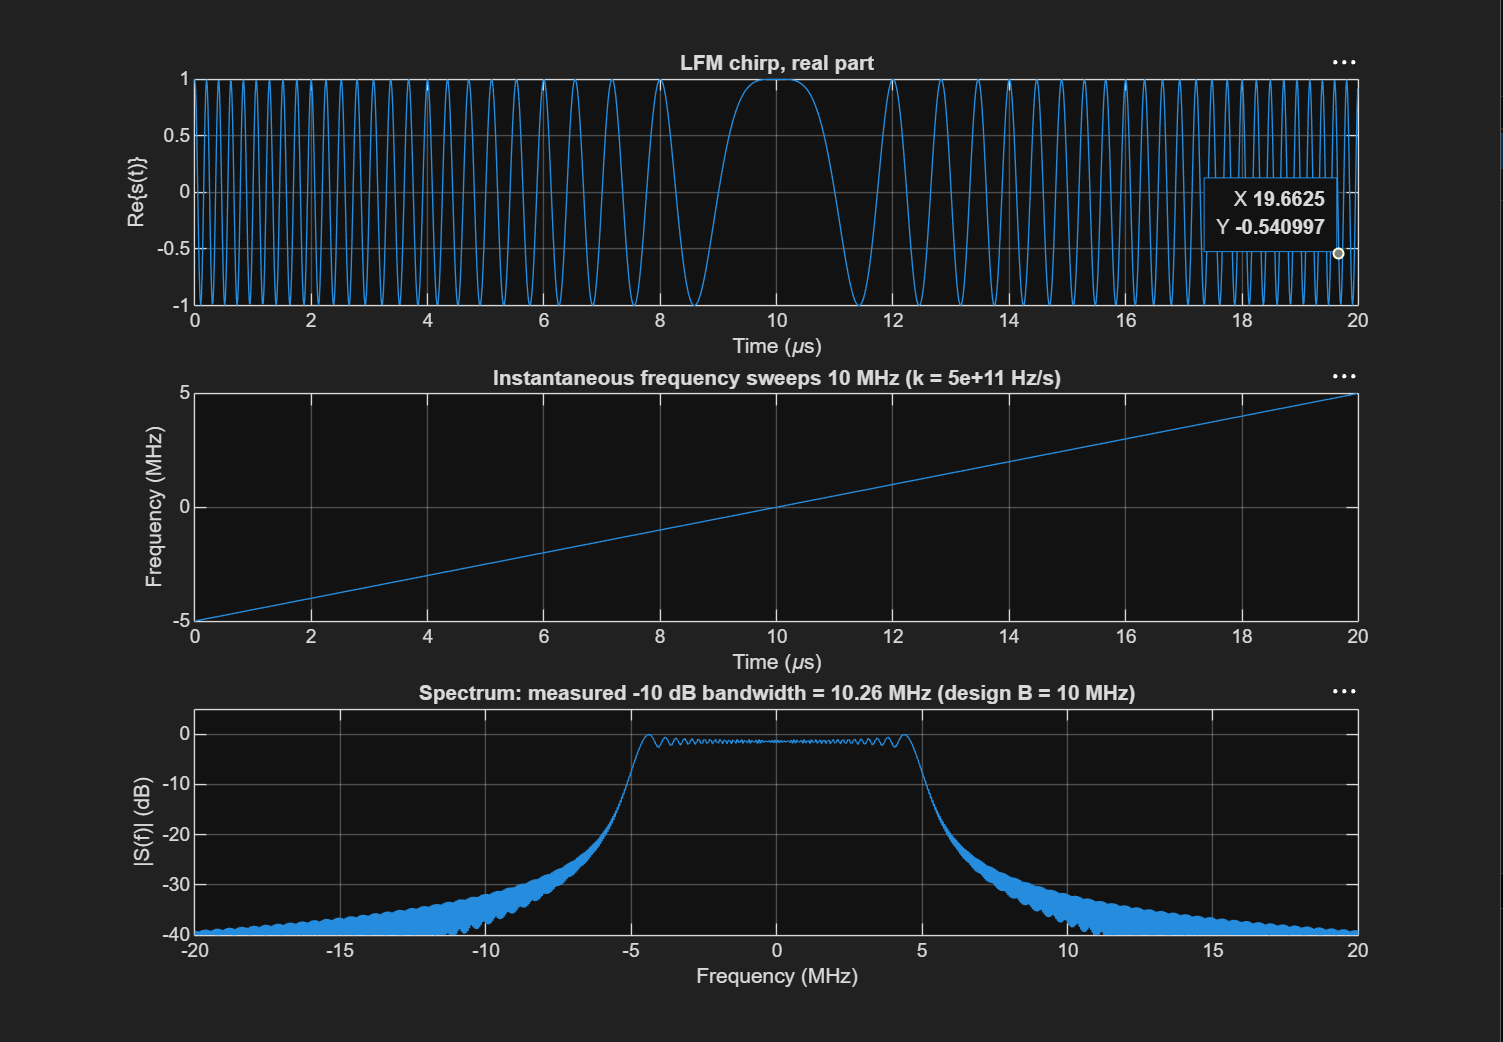 LFM chirp, real part
Re{s(t)}
1
0.5
0
-0.5
-1
X 19.6625
Y -0.540997
0 2 4 6 8 10 12 14 16 18 20
Time (µs)
Instantaneous frequency sweeps 10 MHz (k = 5e+11 Hz/s)
Frequency (MHz)
5
0
-5
0 2 4 6 8 10 12 14 16 18 20
Time (µs)
Spectrum: measured -10 dB bandwidth = 10.26 MHz (design B = 10 MHz)
|S(f)| (dB)
0
-10
-20
-30
-40
-20 -15 -10 -5 0 5 10 15 20
Frequency (MHz)